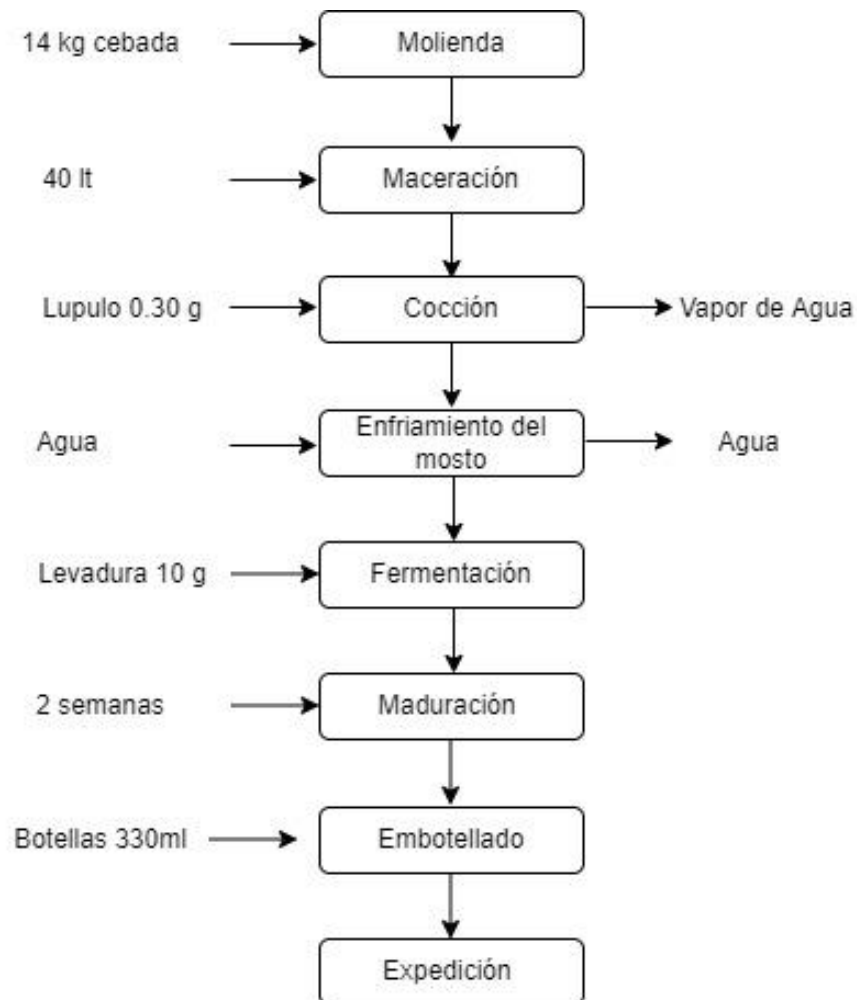 14 kg cebada
Molienda
40 lt
Maceración
Lupulo 0.30 g
Cocción
Vapor de Agua
Agua
Enfriamiento del
mosto
Agua
Levadura 10 g
Fermentación
2 semanas
Maduración
Botellas 330ml
Embotellado
Expedición